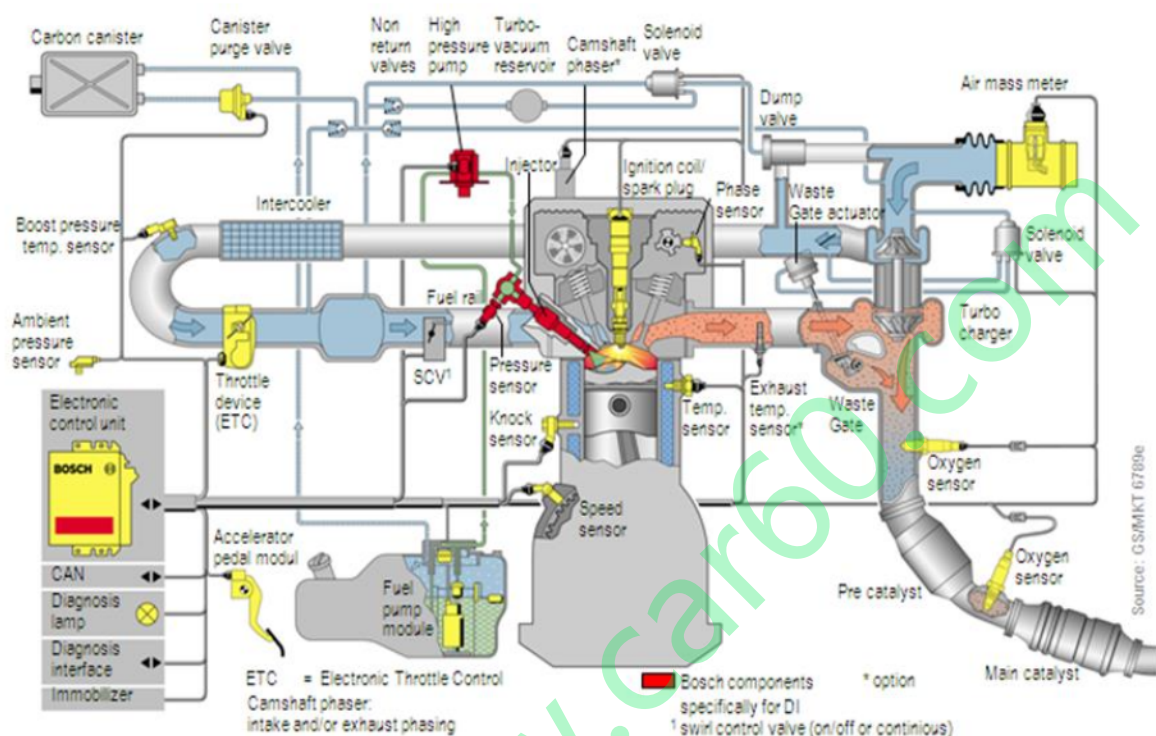 Carbon canister
Canister
purge valve
Non
return
valves
High
pressure
pump
Turbo-
vacuum
reservoir
Camshaft
phaser*
Solenoid
valve
Air mass meter
Dump
valve
Injector
Ignition coil/
spark plug
Phase
sensor
Waste
Gate actuator
Solenoid
valve
Boost pressure
temp. sensor
Intercooler
Fuel rail
Turbo
charger
Ambient
pressure
sensor
Throttle
device
(ETC)
SCV¹
Pressure
sensor
Knock
sensor
Temp.
sensor
Exhaust
temp.
sensor*
Waste
Gate
Oxygen
sensor
Electronic
control unit
BOSCH
Speed
sensor
Accelerator
pedal modul
CAN
Diagnosis
lamp
Diagnosis
interface
Immobilizer
Fuel
pump
module
Oxygen
sensor
Pre catalyst
Main catalyst
ETC = Electronic Throttle Control
Camshaft phaser:
intake and/or exhaust phasing
Bosch components
specifically for DI
* option
¹ swirl control valve (on/off or continious)
Source: GS/MKT 6789e
www.car60.com